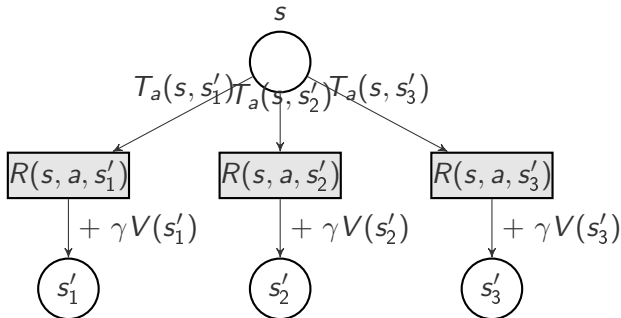 s
T_a(s, s′_1) T_a(s, s′_2) T_a(s, s′_3)
R(s, a, s′_1) R(s, a, s′_2) R(s, a, s′_3)
+ γV(s′_1) + γV(s′_2) + γV(s′_3)
s′_1 s′_2 s′_3